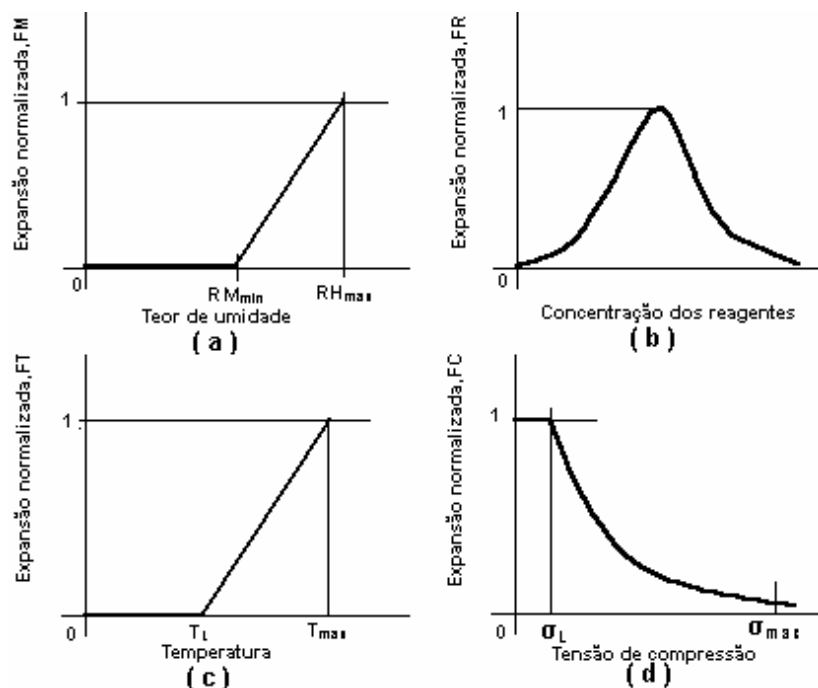 Expansão normalizada,FM
1
0
RMmin
RHmax
Teor de umidade
( a )
Expansão normalizada,FR
1
0
Concentração dos reagentes
( b )
Expansão normalizada,FT
1
0
TL
Tmax
Temperatura
( c )
Expansão normalizada,FC
1
0
σL
σmax
Tensão de compressão
( d )